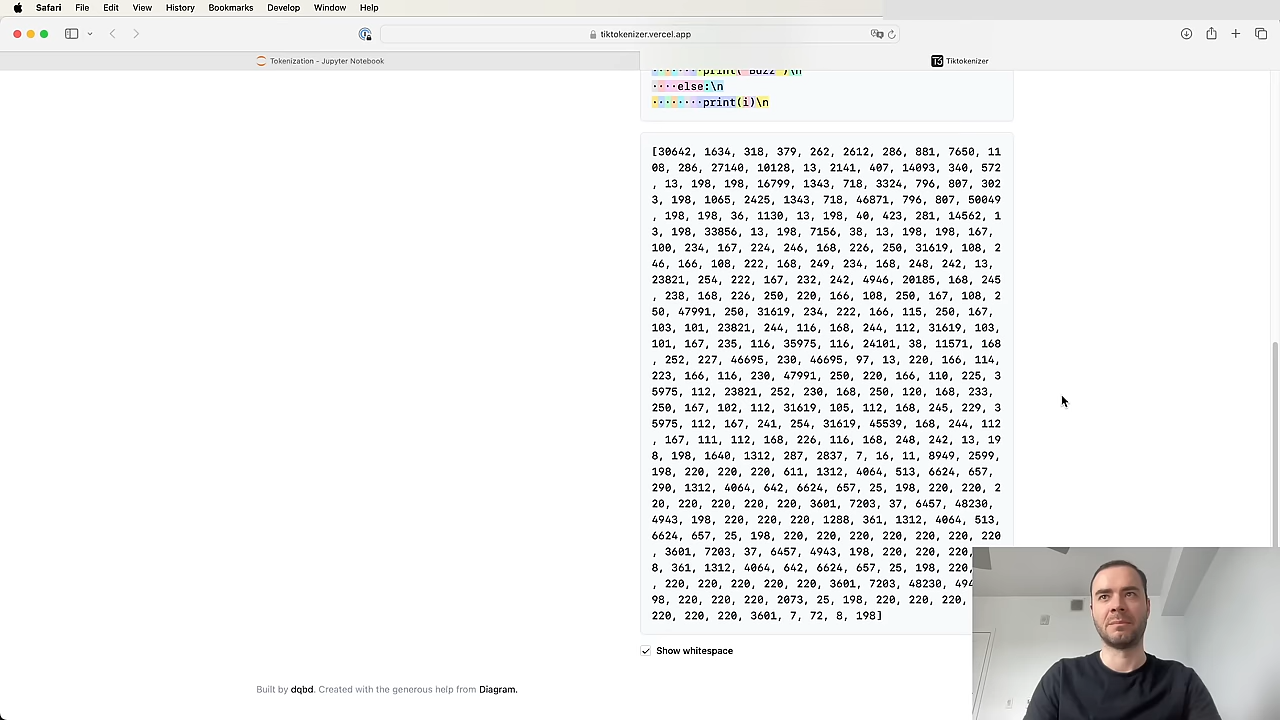 Safari File Edit View History Bookmarks Develop Window Help
tiktokenizer.vercel.app
Tokenization - Jupyter Notebook
Tiktokenizer
········print("Buzz")\n
····else:\n
········print(i)\n
[30642, 1634, 318, 379, 262, 2612, 286, 881, 7650, 11
08, 286, 27140, 10128, 13, 2141, 407, 14093, 340, 572
, 13, 198, 198, 16799, 1343, 718, 3324, 796, 807, 302
3, 198, 1065, 2425, 1343, 718, 46871, 796, 807, 50049
, 198, 198, 36, 1130, 13, 198, 40, 423, 281, 14562, 1
3, 198, 33856, 13, 198, 7156, 38, 13, 198, 198, 167,
100, 234, 167, 224, 246, 168, 226, 250, 31619, 108, 2
46, 166, 108, 222, 168, 249, 234, 168, 248, 242, 13,
23821, 254, 222, 167, 232, 242, 4946, 20185, 168, 245
, 238, 168, 226, 250, 220, 166, 108, 250, 167, 108, 2
50, 47991, 250, 31619, 234, 222, 166, 115, 250, 167,
103, 101, 23821, 244, 116, 168, 244, 112, 31619, 103,
101, 167, 235, 116, 35975, 116, 24101, 38, 11571, 168
, 252, 227, 46695, 230, 46695, 97, 13, 220, 166, 114,
223, 166, 116, 230, 47991, 250, 220, 166, 110, 225, 3
5975, 112, 23821, 252, 230, 168, 250, 120, 168, 233,
250, 167, 102, 112, 31619, 105, 112, 168, 245, 229, 3
5975, 112, 167, 241, 254, 31619, 45539, 168, 244, 112
, 167, 111, 112, 168, 226, 116, 168, 248, 242, 13, 19
8, 198, 1640, 1312, 287, 2837, 7, 16, 11, 8949, 2599,
198, 220, 220, 220, 611, 1312, 4064, 513, 6624, 657,
290, 1312, 4064, 642, 6624, 657, 25, 198, 220, 220, 2
20, 220, 220, 220, 220, 3601, 7203, 37, 6457, 48230,
4943, 198, 220, 220, 220, 1288, 361, 1312, 4064, 513,
6624, 657, 25, 198, 220, 220, 220, 220, 220, 220, 220
, 3601, 7203, 37, 6457, 4943, 198, 220, 220, 220,
8, 361, 1312, 4064, 642, 6624, 657, 25, 198, 220,
, 220, 220, 220, 220, 220, 3601, 7203, 48230, 494
98, 220, 220, 220, 2073, 25, 198, 220, 220, 220,
220, 220, 220, 3601, 7, 72, 8, 198]
Show whitespace
Built by dqbd. Created with the generous help from Diagram.